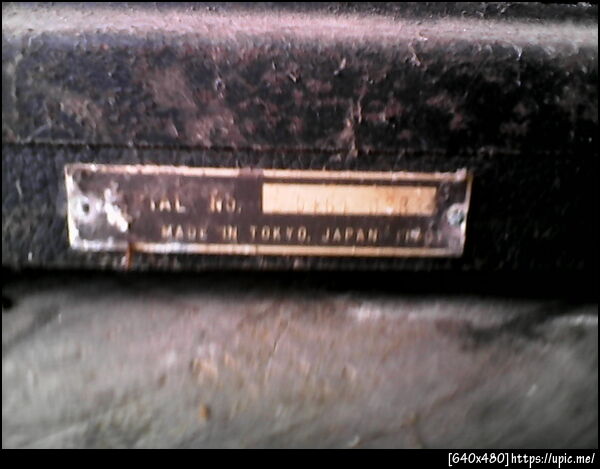 IAL NO.
MADE IN TOKYO, JAPAN
[640x480]https://upic.me/